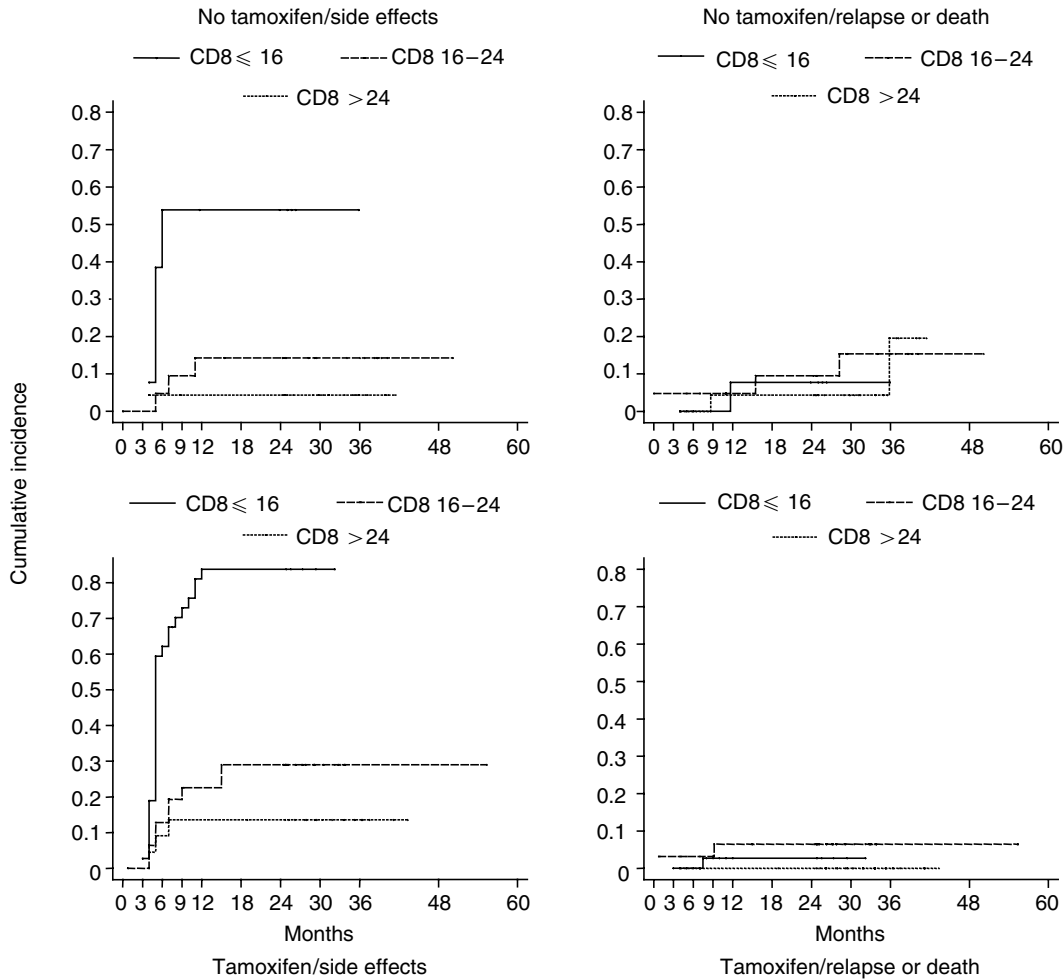 No tamoxifen/side effects
CD8 ⩽ 16
CD8 16–24
CD8 >24
0.8
0.7
0.6
0.5
0.4
0.3
0.2
0.1
0
0 3 6 9 12 18 24 30 36 48 60
No tamoxifen/relapse or death
CD8 ⩽ 16
CD8 16–24
CD8 >24
0.8
0.7
0.6
0.5
0.4
0.3
0.2
0.1
0
0 3 6 9 12 18 24 30 36 48 60
Cumulative incidence
CD8 ⩽ 16
CD8 16–24
CD8 >24
0.8
0.7
0.6
0.5
0.4
0.3
0.2
0.1
0
0 3 6 9 12 18 24 30 36 48 60
Months
Tamoxifen/side effects
CD8 ⩽ 16
CD8 16–24
CD8 >24
0.8
0.7
0.6
0.5
0.4
0.3
0.2
0.1
0
0 3 6 9 12 18 24 30 36 48 60
Months
Tamoxifen/relapse or death